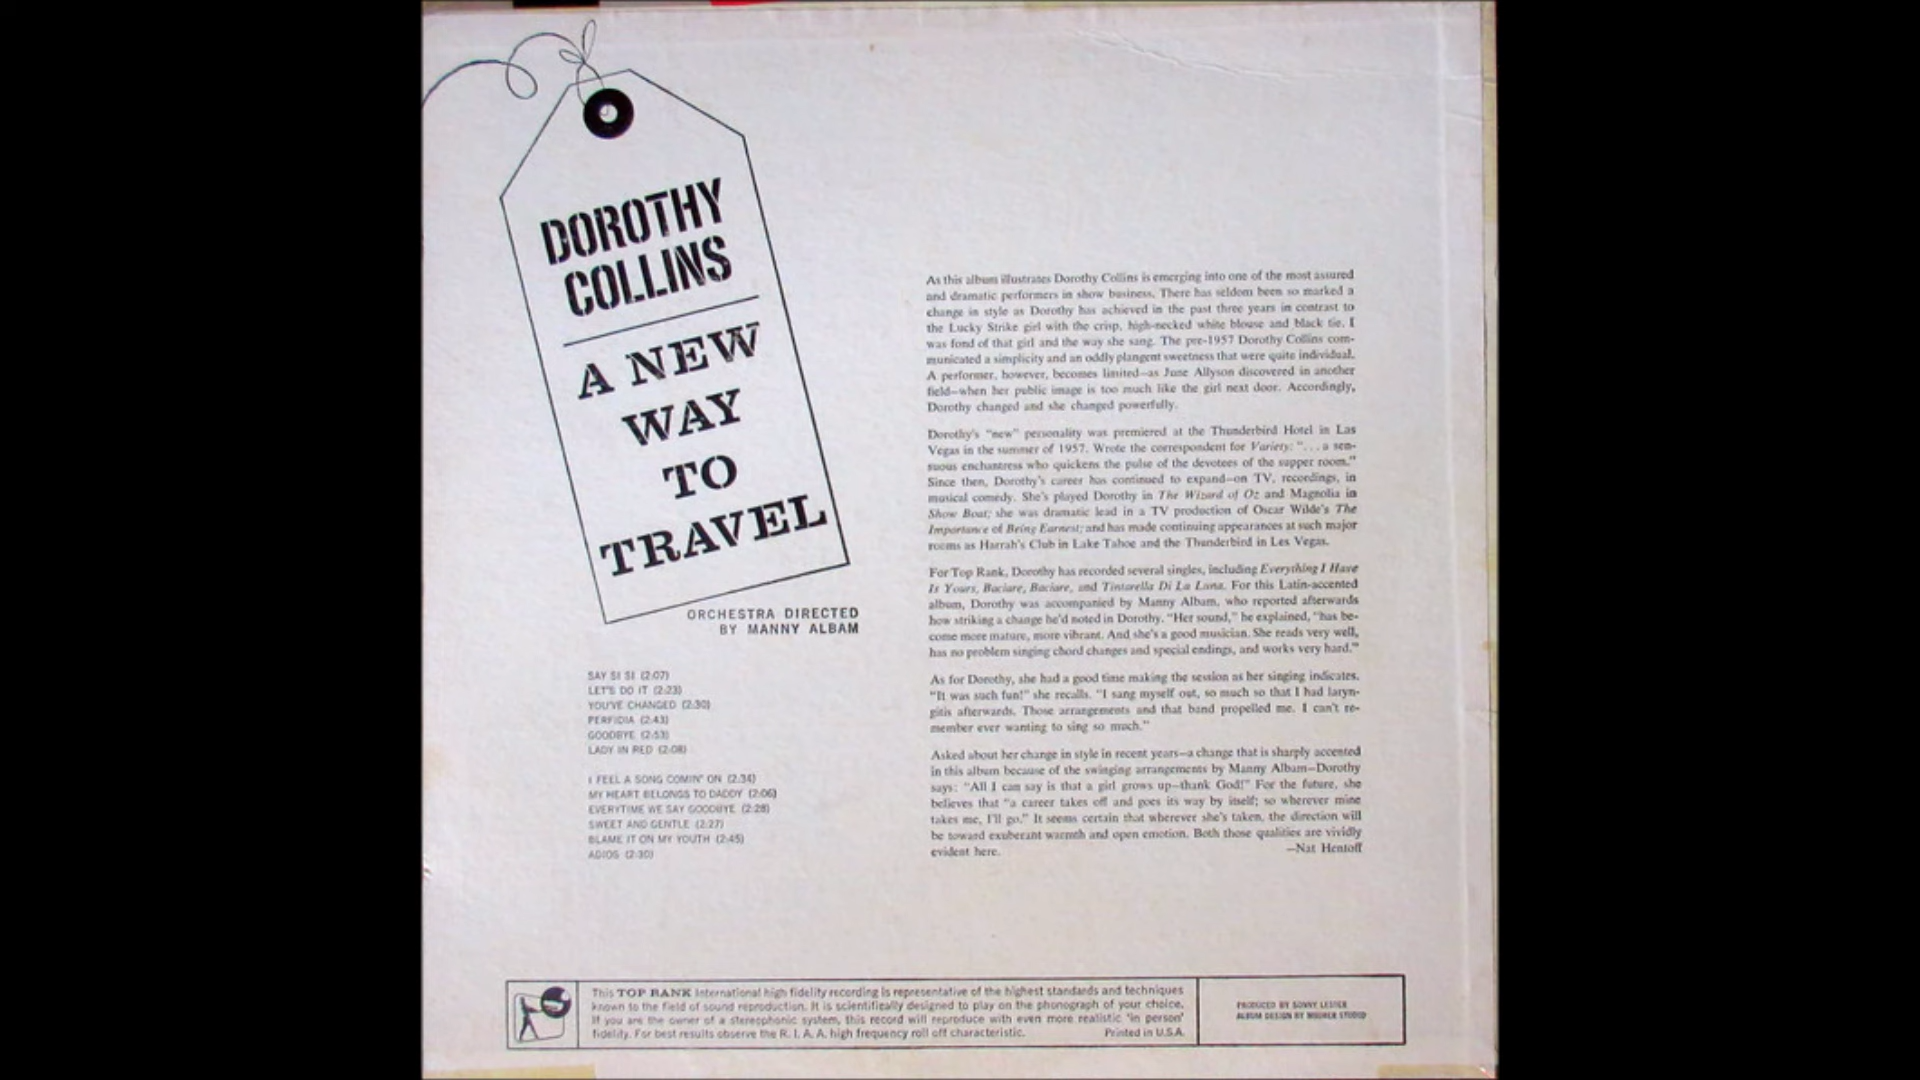 DOROTHY
COLLINS
A NEW
WAY
TO
TRAVEL
ORCHESTRA DIRECTED
BY MANNY ALBAM
SAY SI SI (2:07)
LET'S DO IT (2:23)
YOU'VE CHANGED (2:30)
PERFIDIA (2:43)
GOODBYE (2:53)
LADY IN RED (2:08)
I FEEL A SONG COMIN' ON (2:34)
MY HEART BELONGS TO DADDY (2:06)
EVERYTIME WE SAY GOODBYE (2:28)
SWEET AND GENTLE (2:27)
BLAME IT ON MY YOUTH (2:45)
ADIOS (2:30)
As this album illustrates Dorothy Collins is emerging into one of the most assured
and dramatic performers in show business. There has seldom been so marked a
change in style as Dorothy has achieved in the past three years in contrast to
the Lucky Strike girl with the crisp, high-necked white blouse and black tie. I
was fond of that girl and the way she sang. The pre-1957 Dorothy Collins com-
municated a simplicity and an oddly plangent sweetness that were quite individual.
A performer, however, becomes limited—as June Allyson discovered in another
field—when her public image is too much like the girl next door. Accordingly,
Dorothy changed and she changed powerfully.
Dorothy's "new" personality was premiered at the Thunderbird Hotel in Las
Vegas in the summer of 1957. Wrote the correspondent for Variety: "... a sen-
suous enchantress who quickens the pulse of the devotees of the supper room."
Since then, Dorothy's career has continued to expand—on TV, recordings, in
musical comedy. She's played Dorothy in The Wizard of Oz and Magnolia in
Show Boat; she was dramatic lead in a TV production of Oscar Wilde's The
Importance of Being Earnest; and has made continuing appearances at such major
rooms as Harrah's Club in Lake Tahoe and the Thunderbird in Les Vegas.
For Top Rank, Dorothy has recorded several singles, including Everything I Have
Is Yours, Baciare, Baciare, and Tintarella Di La Luna. For this Latin-accented
album, Dorothy was accompanied by Manny Albam, who reported afterwards
how striking a change he'd noted in Dorothy. "Her sound," he explained, "has be-
come more mature, more vibrant. And she's a good musician. She reads very well,
has no problem singing chord changes and special endings, and works very hard."
As for Dorothy, she had a good time making the session as her singing indicates.
"It was such fun!" she recalls. "I sang myself out, so much so that I had laryn-
gitis afterwards. Those arrangements and that band propelled me. I can't re-
member ever wanting to sing so much."
Asked about her change in style in recent years—a change that is sharply accented
in this album because of the swinging arrangements by Manny Albam—Dorothy
says: "All I can say is that a girl grows up—thank God!" For the future, she
believes that "a career takes off and goes its way by itself; so wherever mine
takes me, I'll go." It seems certain that wherever she's taken, the direction will
be toward exuberant warmth and open emotion. Both those qualities are vividly
evident here. —Nat Hentoff
This TOP RANK International high fidelity recording is representative of the highest standards and techniques
known to the field of sound reproduction. It is scientifically designed to play on the phonograph of your choice.
If you are the owner of a stereophonic system, this record will reproduce with even more realistic 'in person'
fidelity. For best results observe the R. I. A. A. high frequency roll off characteristic. Printed in U.S.A.
PRODUCED BY SONNY LESTER
ALBUM DESIGN BY MAURER STUDIO